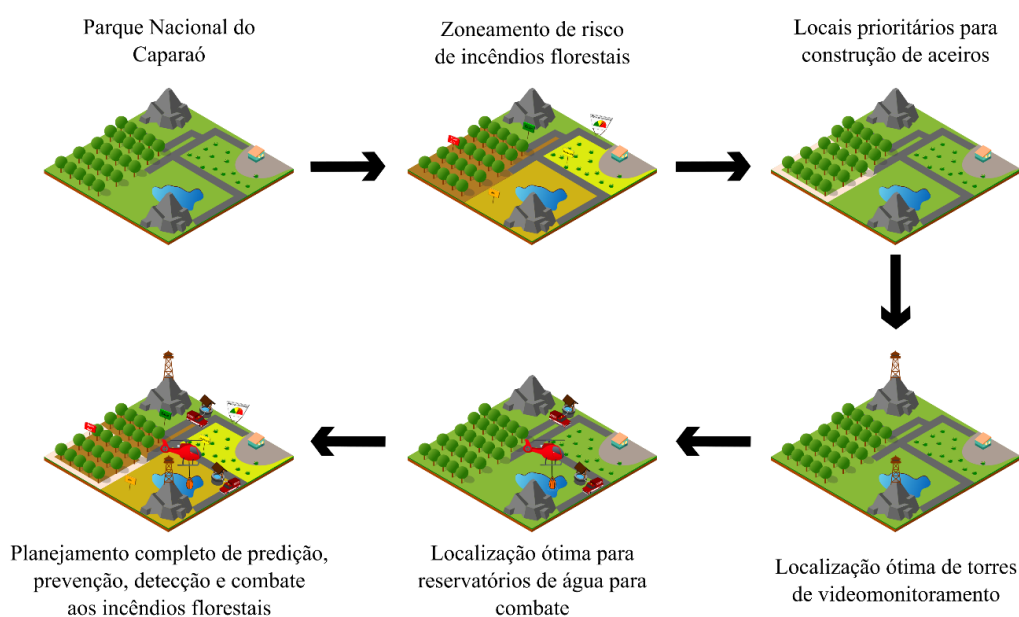 Parque Nacional do
Caparaó
Zoneamento de risco
de incêndios florestais
Locais prioritários para
construção de aceiros
Planejamento completo de predição,
prevenção, detecção e combate
aos incêndios florestais
Localização ótima para
reservatórios de água para
combate
Localização ótima de torres
de videomonitoramento